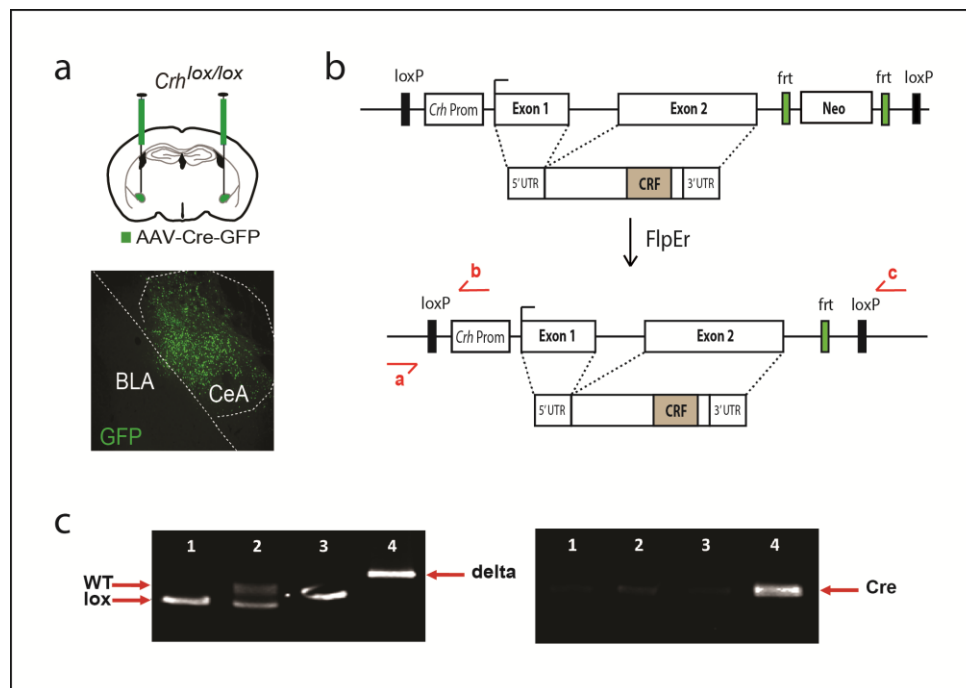 a
Crh lox/lox
AAV-Cre-GFP
BLA
CeA
GFP
b
loxP
Crh Prom
Exon 1
Exon 2
frt
Neo
frt
loxP
5'UTR
CRF
3'UTR
FlpEr
b
c
loxP
Crh Prom
Exon 1
Exon 2
frt
loxP
a
5'UTR
CRF
3'UTR
c
1 2 3 4
WT
lox
delta
1 2 3 4
Cre